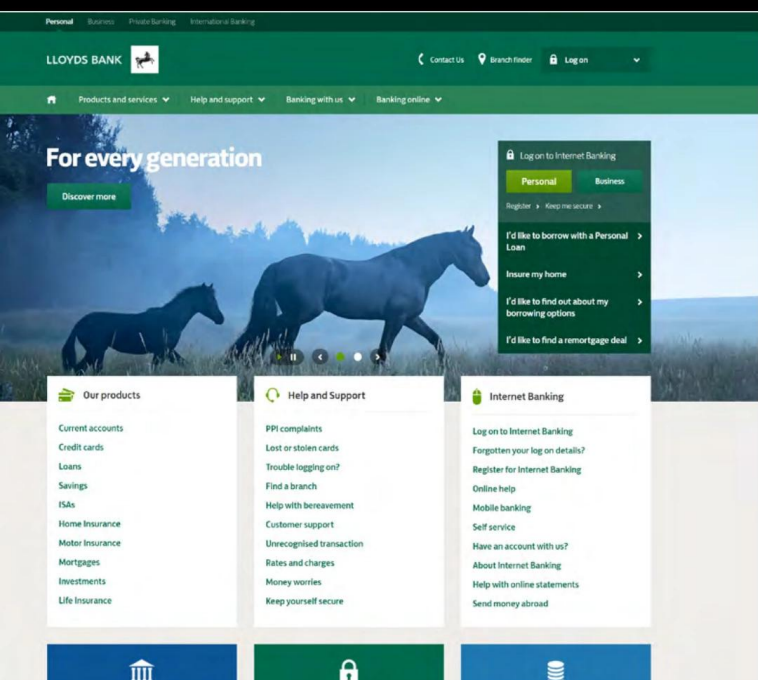 Personal Business Private Banking International Banking
LLOYDS BANK
Contact Us Branch finder Log on
Products and services Help and support Banking with us Banking online
For every generation
Discover more
Log on to Internet Banking
Personal Business
Register Keep me secure
I'd like to borrow with a Personal
Loan
Insure my home
I'd like to find out about my
borrowing options
I'd like to find a remortgage deal
Our products
Current accounts
Credit cards
Loans
Savings
ISAs
Home Insurance
Motor Insurance
Mortgages
Investments
Life Insurance
Help and Support
PPI complaints
Lost or stolen cards
Trouble logging on?
Find a branch
Help with bereavement
Customer support
Unrecognised transaction
Rates and charges
Money worries
Keep yourself secure
Internet Banking
Log on to Internet Banking
Forgotten your log on details?
Register for Internet Banking
Online help
Mobile banking
Self service
Have an account with us?
About Internet Banking
Help with online statements
Send money abroad